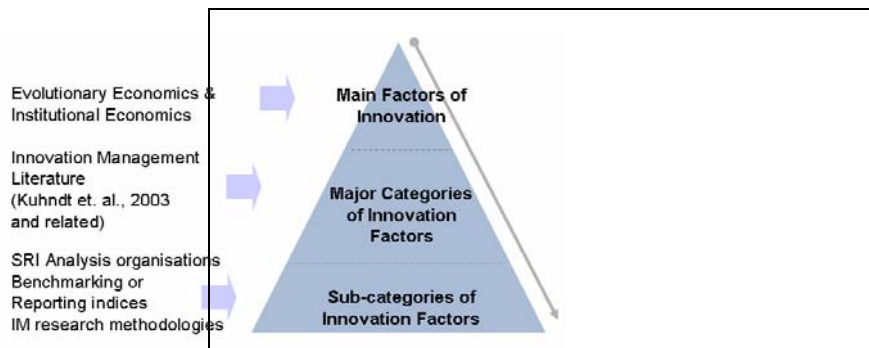 Evolutionary Economics &
Institutional Economics
Main Factors of
Innovation
Innovation Management
Literature
(Kuhndt et. al., 2003
and related)
Major Categories
of Innovation
Factors
SRI Analysis organisations
Benchmarking or
Reporting indices
IM research methodologies
Sub-categories of
Innovation Factors